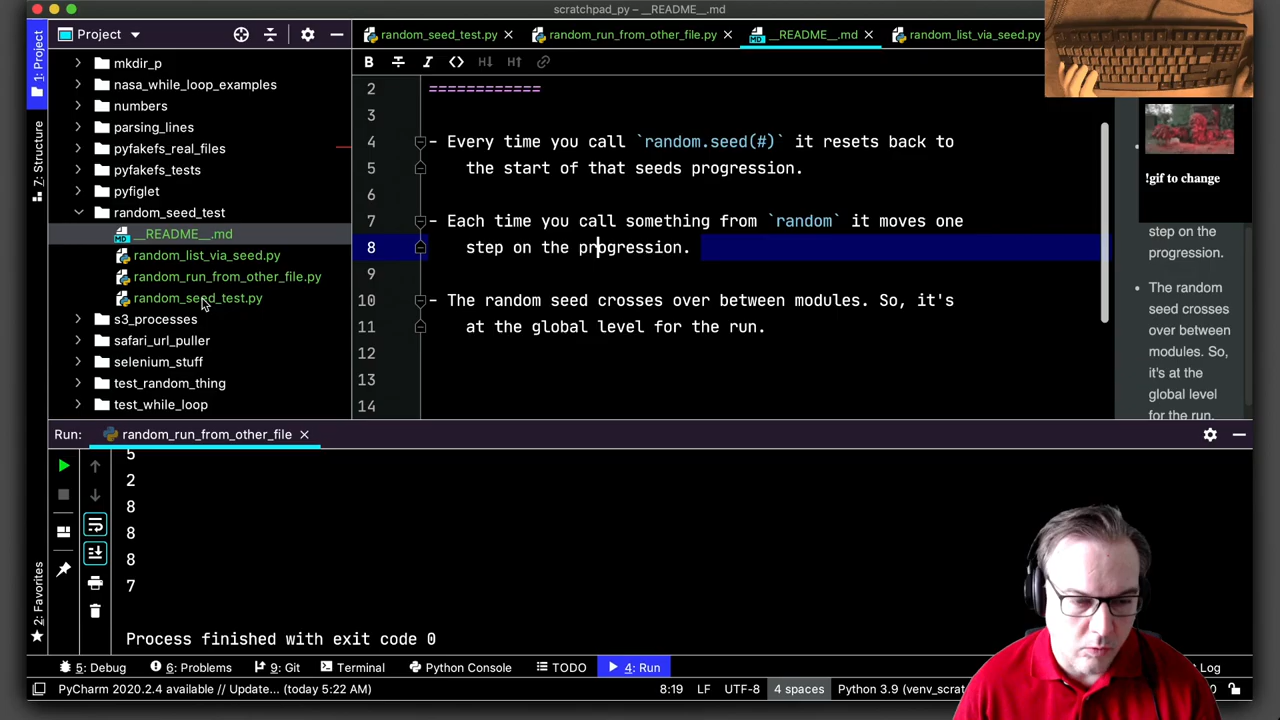 scratchpad_py – __README__.md
Project
random_seed_test.py
random_run_from_other_file.py
__README__.md
random_list_via_seed.py
1: Project
7: Structure
2: Favorites
mkdir_p
nasa_while_loop_examples
numbers
parsing_lines
pyfakefs_real_files
pyfakefs_tests
pyfiglet
random_seed_test
__README__.md
random_list_via_seed.py
random_run_from_other_file.py
random_seed_test.py
s3_processes
safari_url_puller
selenium_stuff
test_random_thing
test_while_loop
B I <> H↓ H↑
2 ============
3
4 - Every time you call `random.seed(#)` it resets back to
5 the start of that seeds progression.
6
7 - Each time you call something from `random` it moves one
8 step on the progression.
9
10 - The random seed crosses over between modules. So, it's
11 at the global level for the run.
12
13
14
!gif to change
step on the
progression.
• The random
seed crosses
over between
modules. So,
it's at the
global level
for the run.
Run: random_run_from_other_file
5
2
8
8
8
7
Process finished with exit code 0
5: Debug 6: Problems 9: Git Terminal Python Console TODO 4: Run Log
PyCharm 2020.2.4 available // Update... (today 5:22 AM) 8:19 LF UTF-8 4 spaces Python 3.9 (venv_scrat